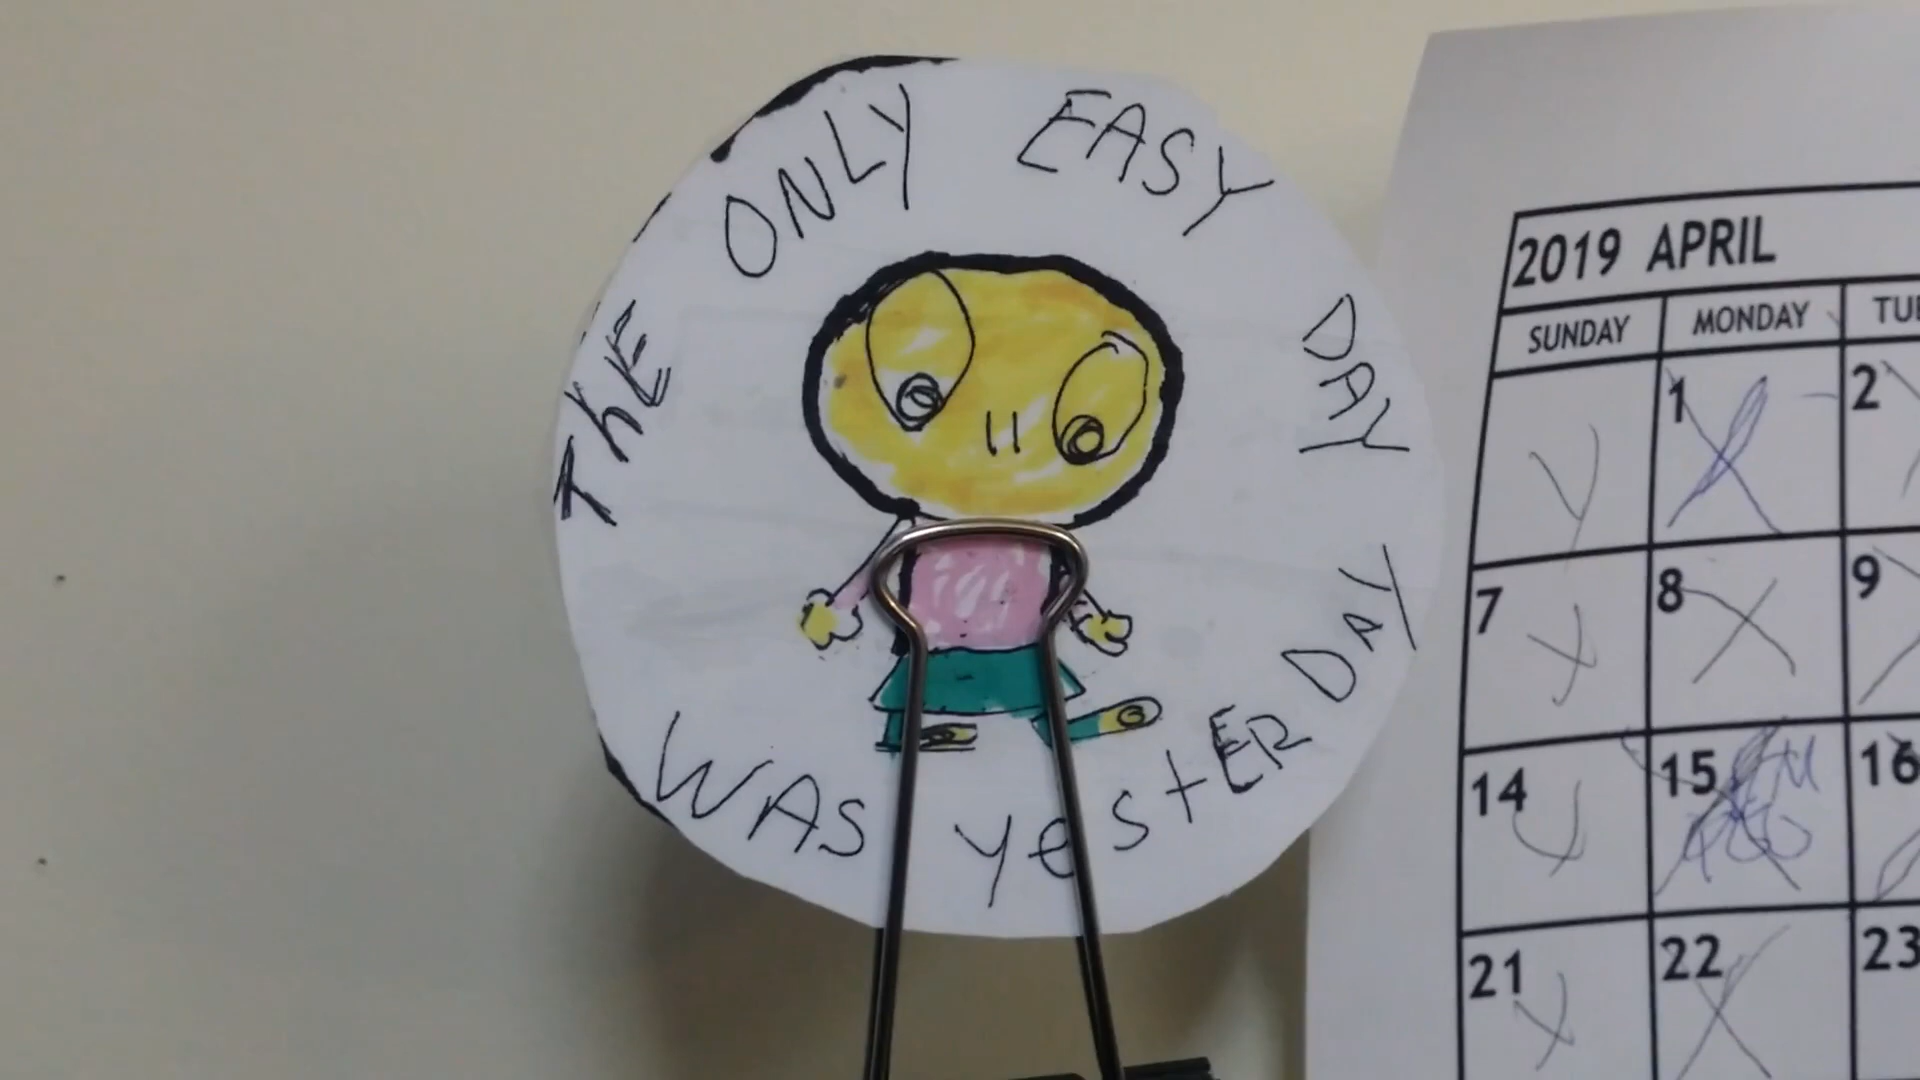 ThE ONLY EASY DAY
WAS YesTERDAY
2019 APRIL
SUNDAY MONDAY
1 2
7 8 9
14 15 16
21 22 23